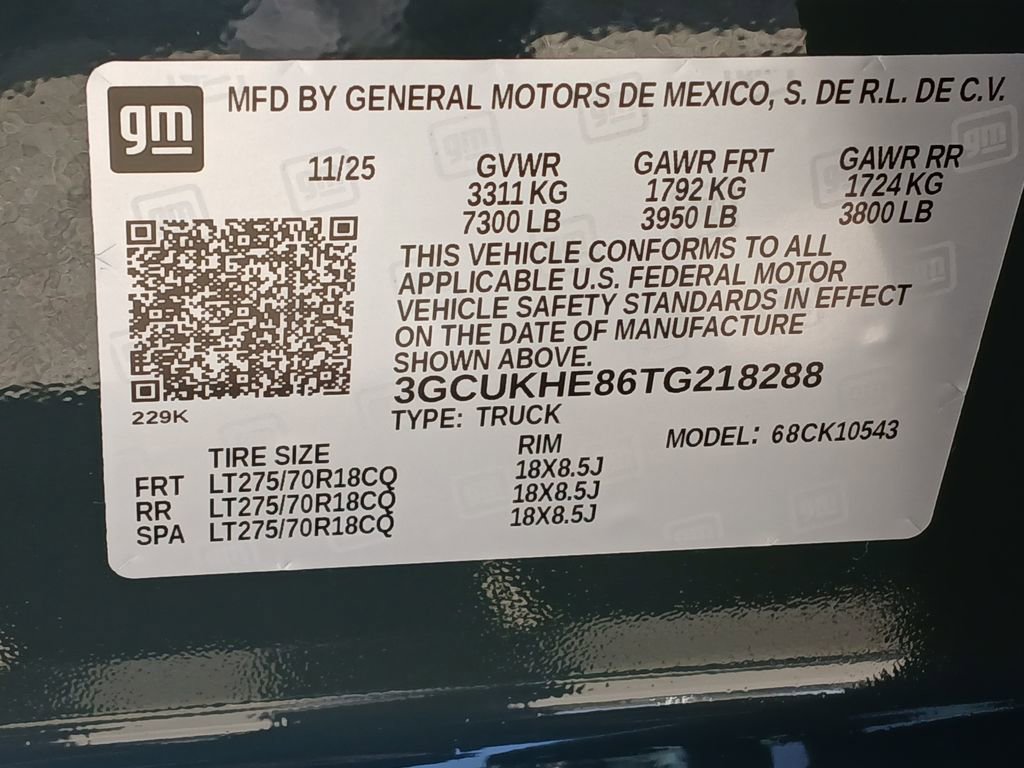 gm
MFD BY GENERAL MOTORS DE MEXICO, S. DE R.L. DE C.V.
11/25 GVWR GAWR FRT GAWR RR
3311 KG 1792 KG 1724 KG
7300 LB 3950 LB 3800 LB
THIS VEHICLE CONFORMS TO ALL
APPLICABLE U.S. FEDERAL MOTOR
VEHICLE SAFETY STANDARDS IN EFFECT
ON THE DATE OF MANUFACTURE
SHOWN ABOVE.
3GCUKHE86TG218288
229K
TYPE: TRUCK
MODEL: 68CK10543
TIRE SIZE RIM
FRT LT275/70R18CQ 18X8.5J
RR LT275/70R18CQ 18X8.5J
SPA LT275/70R18CQ 18X8.5J